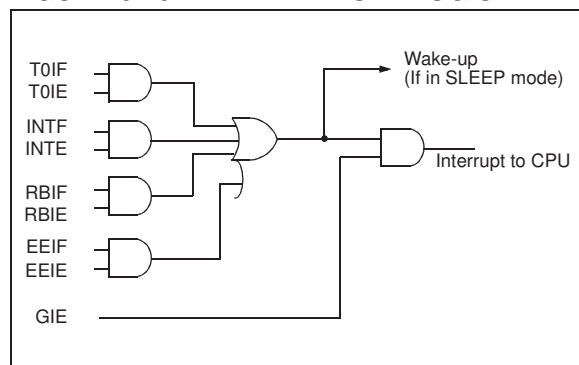 T0IF
T0IE
INTF
INTE
RBIF
RBIE
EEIF
EEIE
GIE
Wake-up
(If in SLEEP mode)
Interrupt to CPU